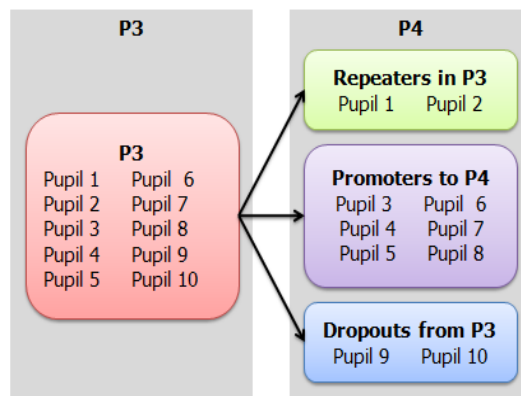 P3
P3
Pupil 1 Pupil 6
Pupil 2 Pupil 7
Pupil 3 Pupil 8
Pupil 4 Pupil 9
Pupil 5 Pupil 10
P4
Repeaters in P3
Pupil 1 Pupil 2
Promoters to P4
Pupil 3 Pupil 6
Pupil 4 Pupil 7
Pupil 5 Pupil 8
Dropouts from P3
Pupil 9 Pupil 10